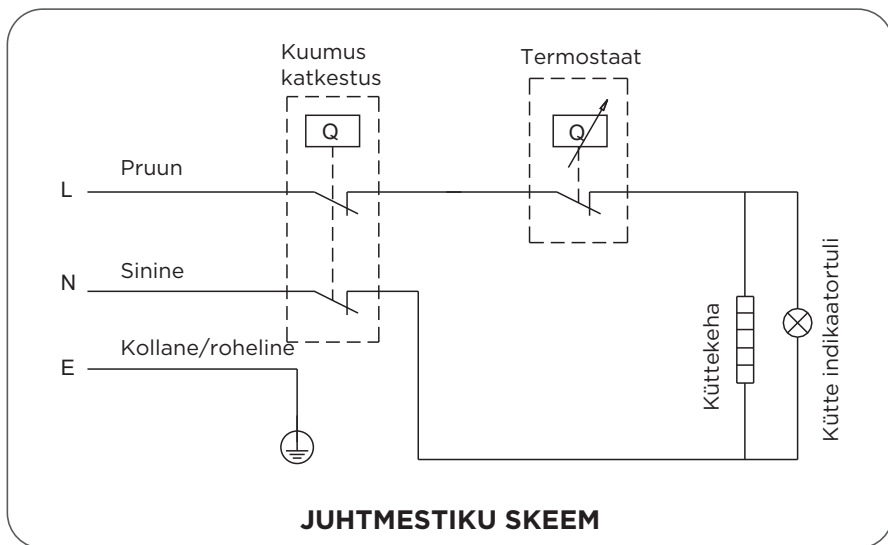 Kuumus
katkestus
Termostaat
Q
Q
Pruun
L
Sinine
N
Kollane/roheline
E
Küttekeha
Kütte indikaatortuli
JUHTMESTIKU SKEEM